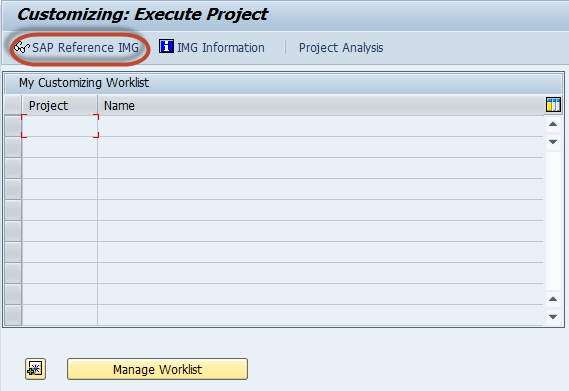 Customizing: Execute Project
SAP Reference IMG IMG Information Project Analysis
My Customizing Worklist
Project Name
Manage Worklist